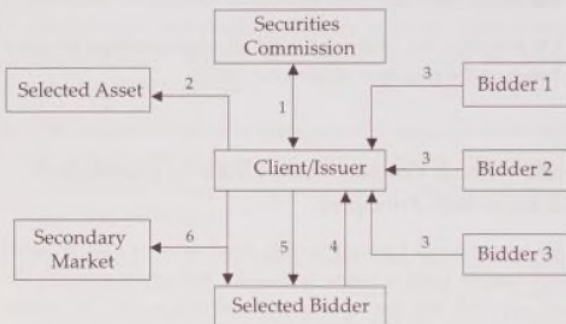 Securities
Commission
Selected Asset
2
3
Bidder 1
1
Client/Issuer
3
Bidder 2
Secondary
Market
6
5
4
3
Bidder 3
Selected Bidder